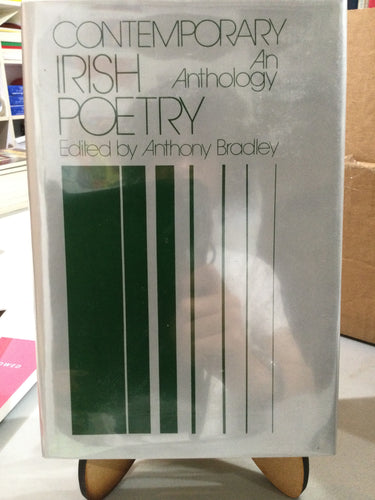 CONTEMPORARY
IRISH An
Anthology
POETRY
Edited by Anthony Bradley